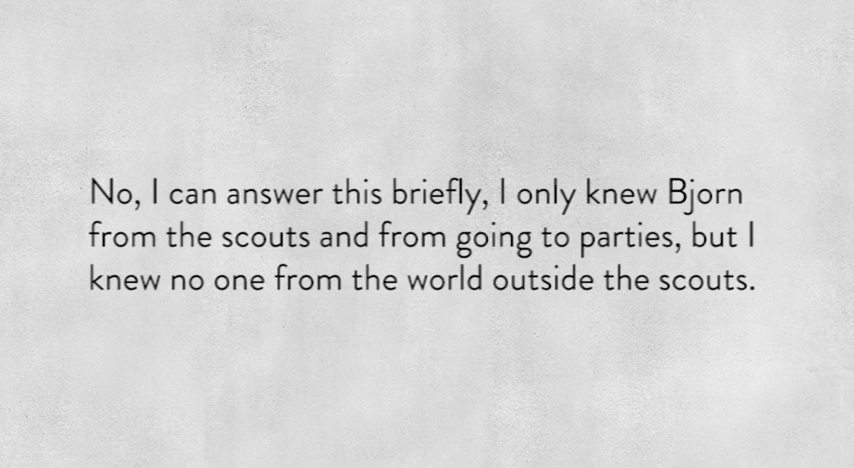 No, I can answer this briefly, I only knew Bjorn
from the scouts and from going to parties, but I
knew no one from the world outside the scouts.